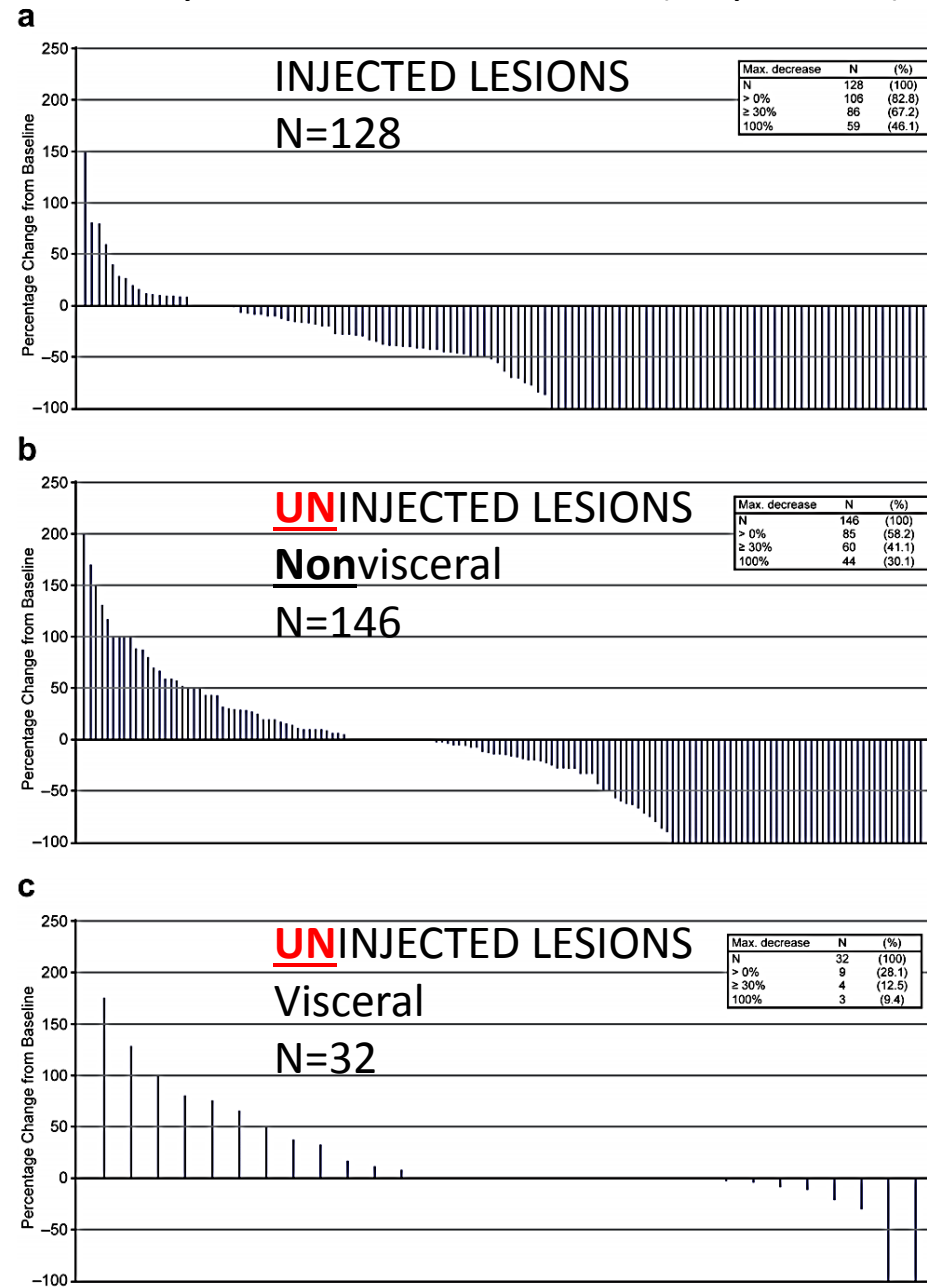 a
250
200
150
100
50
0
–50
–100
Percentage Change from Baseline
INJECTED LESIONS
N=128
Max. decrease N (%)
N 128 (100)
> 0% 106 (82.8)
≥ 30% 86 (67.2)
100% 59 (46.1)
b
250
200
150
100
50
0
–50
–100
Percentage Change from Baseline
UNINJECTED LESIONS
Nonvisceral
N=146
Max. decrease N (%)
N 146 (100)
> 0% 85 (58.2)
≥ 30% 60 (41.1)
100% 44 (30.1)
c
250
200
150
100
50
0
–50
–100
Percentage Change from Baseline
UNINJECTED LESIONS
Visceral
N=32
Max. decrease N (%)
N 32 (100)
> 0% 9 (28.1)
≥ 30% 4 (12.5)
100% 3 (9.4)